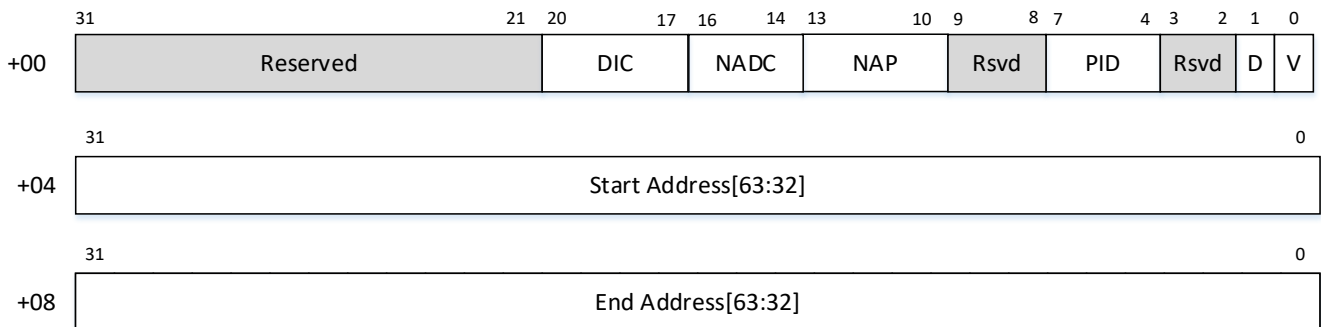 31 21 20 17 16 14 13 10 9 8 7 4 3 2 1 0
+00 Reserved DIC NADC NAP Rsvd PID Rsvd D V
31 0
+04 Start Address[63:32]
31 0
+08 End Address[63:32]